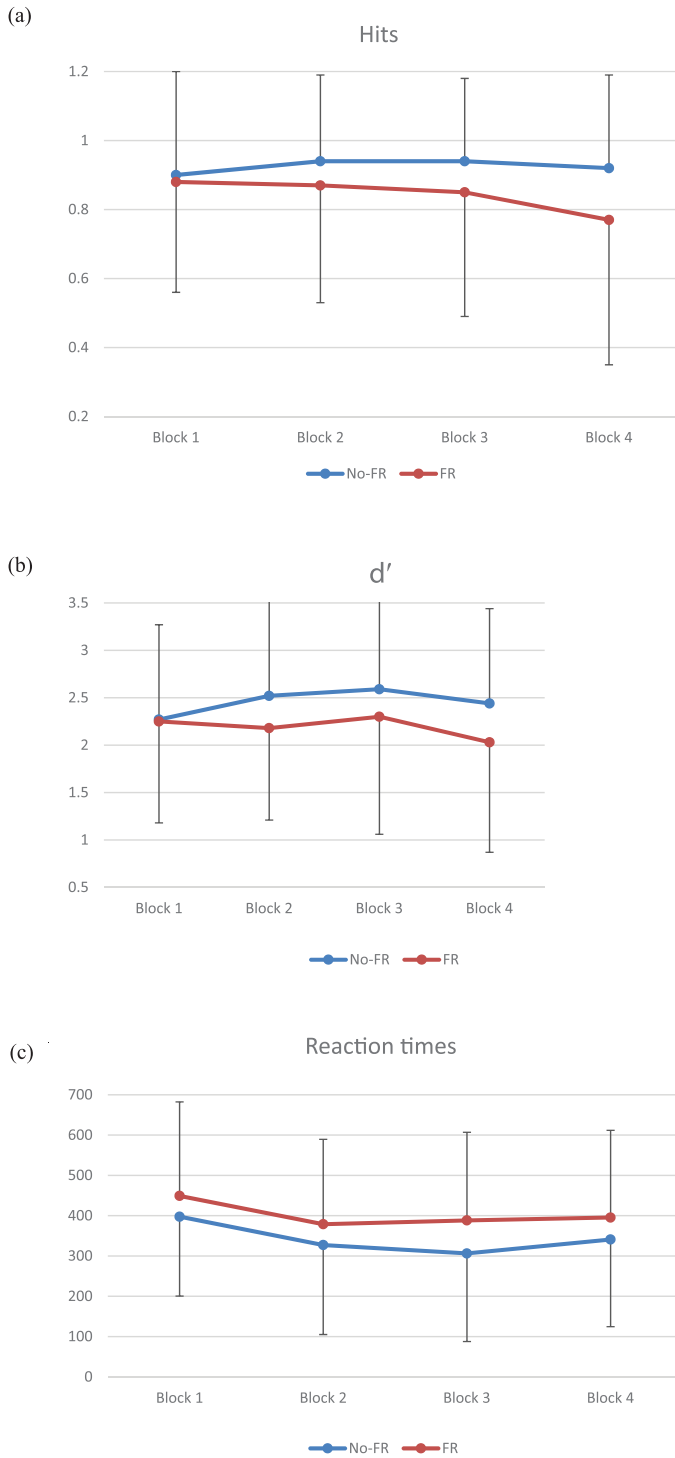 (a)
Hits
1.2
1
0.8
0.6
0.4
0.2
Block 1 Block 2 Block 3 Block 4
No-FR FR
(b)
d′
3.5
3
2.5
2
1.5
1
0.5
Block 1 Block 2 Block 3 Block 4
No-FR FR
(c)
Reaction times
700
600
500
400
300
200
100
0
Block 1 Block 2 Block 3 Block 4
No-FR FR